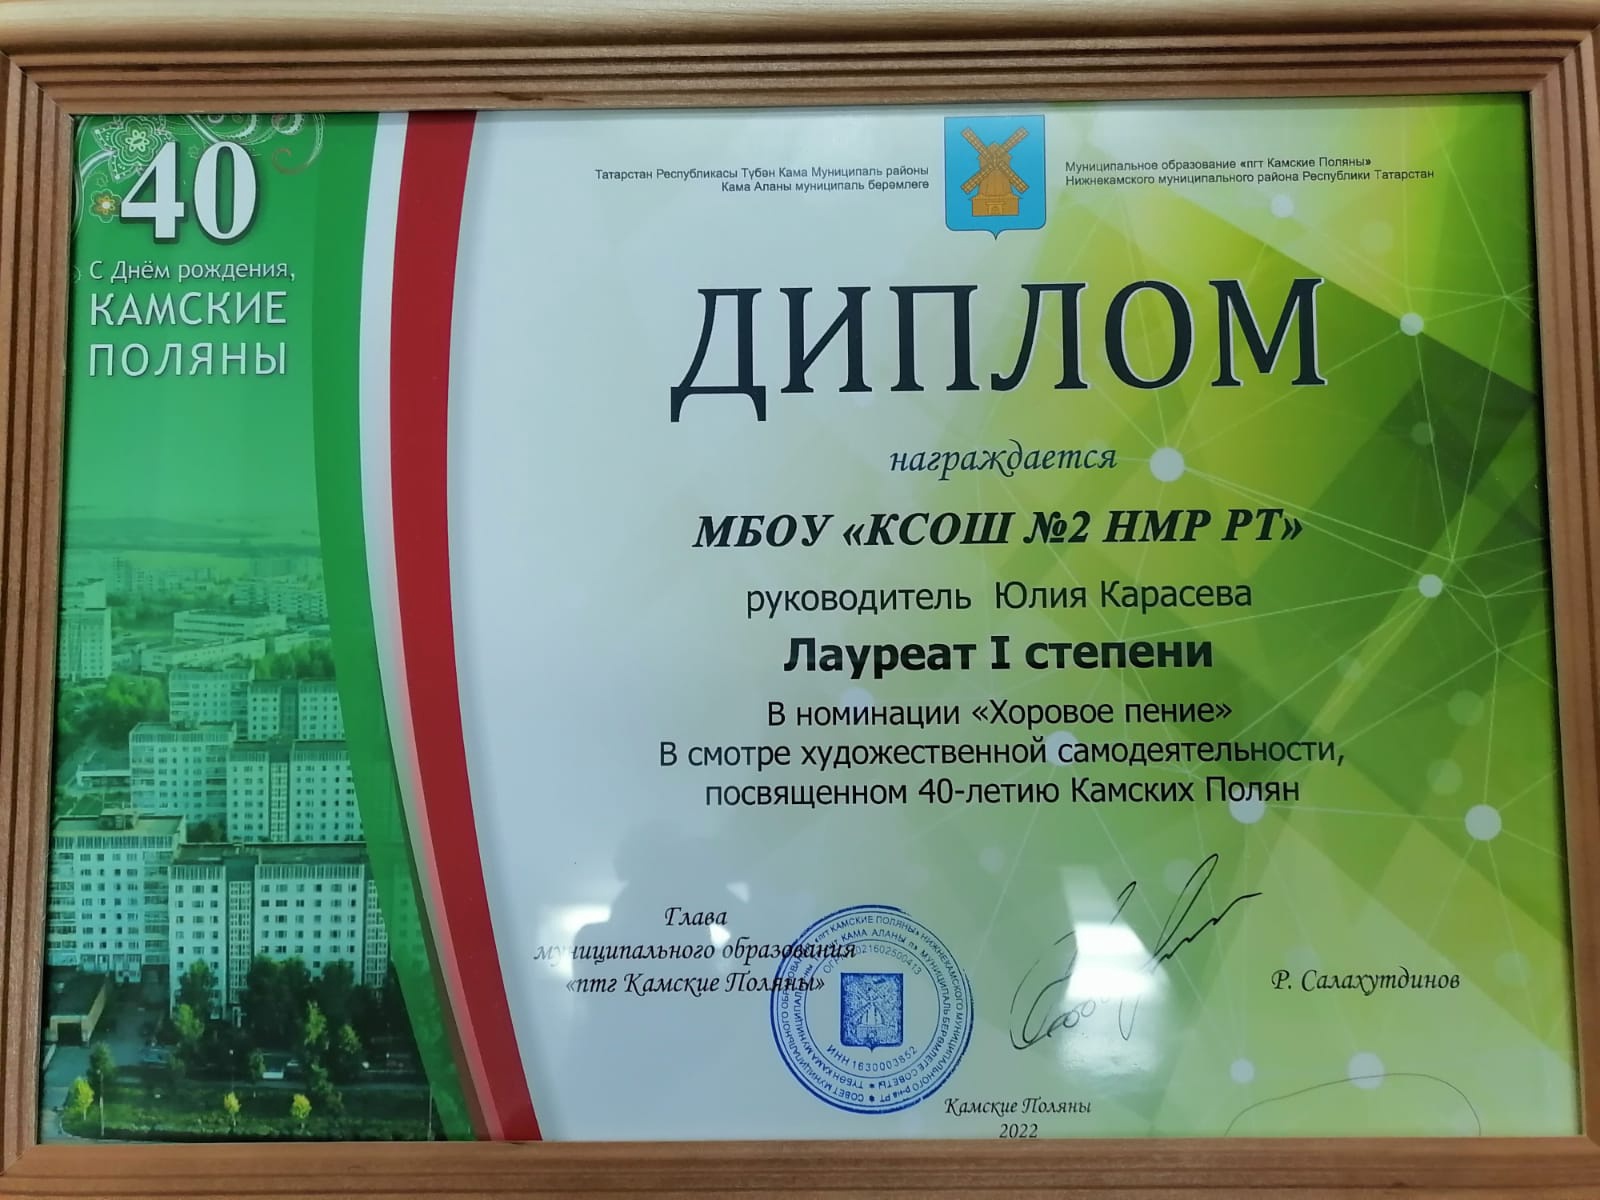 40
С Днём рождения,
КАМСКИЕ
ПОЛЯНЫ
Татарстан Республикасы Түбән Кама Муниципаль районы
Кама Аланы муниципаль берәмлеге
Муниципальное образование «пгт Камские Поляны»
Нижнекамского муниципального района Республики Татарстан
ДИПЛОМ
награждается
МБОУ «КСОШ №2 НМР РТ»
руководитель Юлия Карасева
Лауреат I степени
В номинации «Хоровое пение»
В смотре художественной самодеятельности,
посвященном 40-летию Камских Полян
Глава
муниципального образования
«птг Камские Поляны»
ИНН 1630003852
Р. Салахутдинов
Камские Поляны
2022